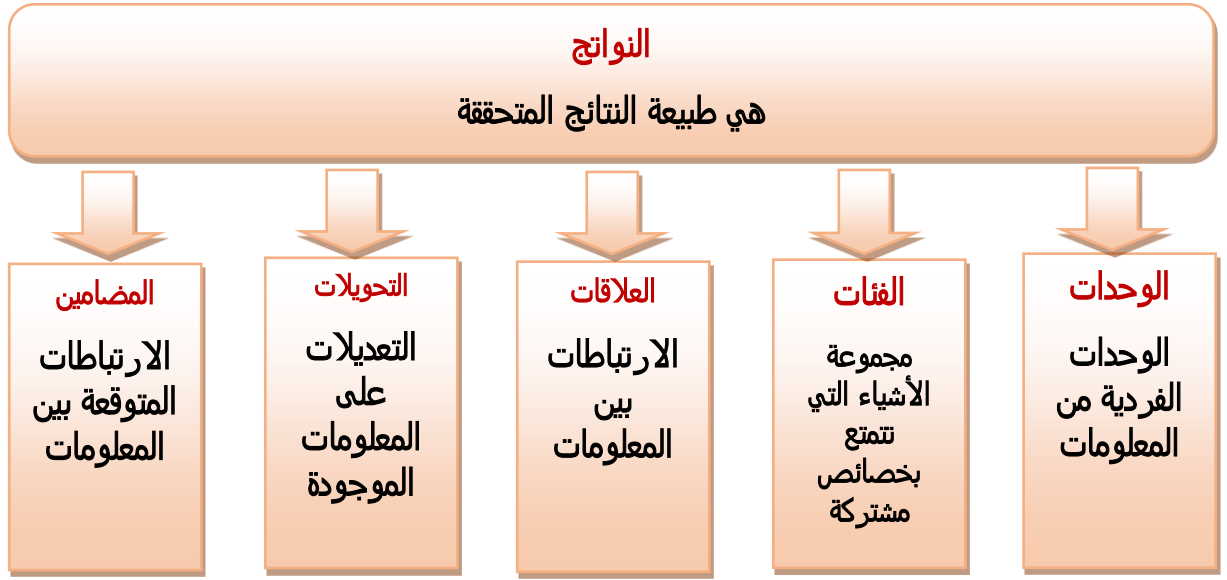 النواتج
هي طبيعة النتائج المتحققة
الوحدات
الوحدات
الفردية من
المعلومات
الفئات
مجموعة
الأشياء التي
تتمتع
بخصائص
مشتركة
العلاقات
الارتباطات
بين
المعلومات
التحويلات
التعديلات
على
المعلومات
الموجودة
المضامين
الارتباطات
المتوقعة بين
المعلومات